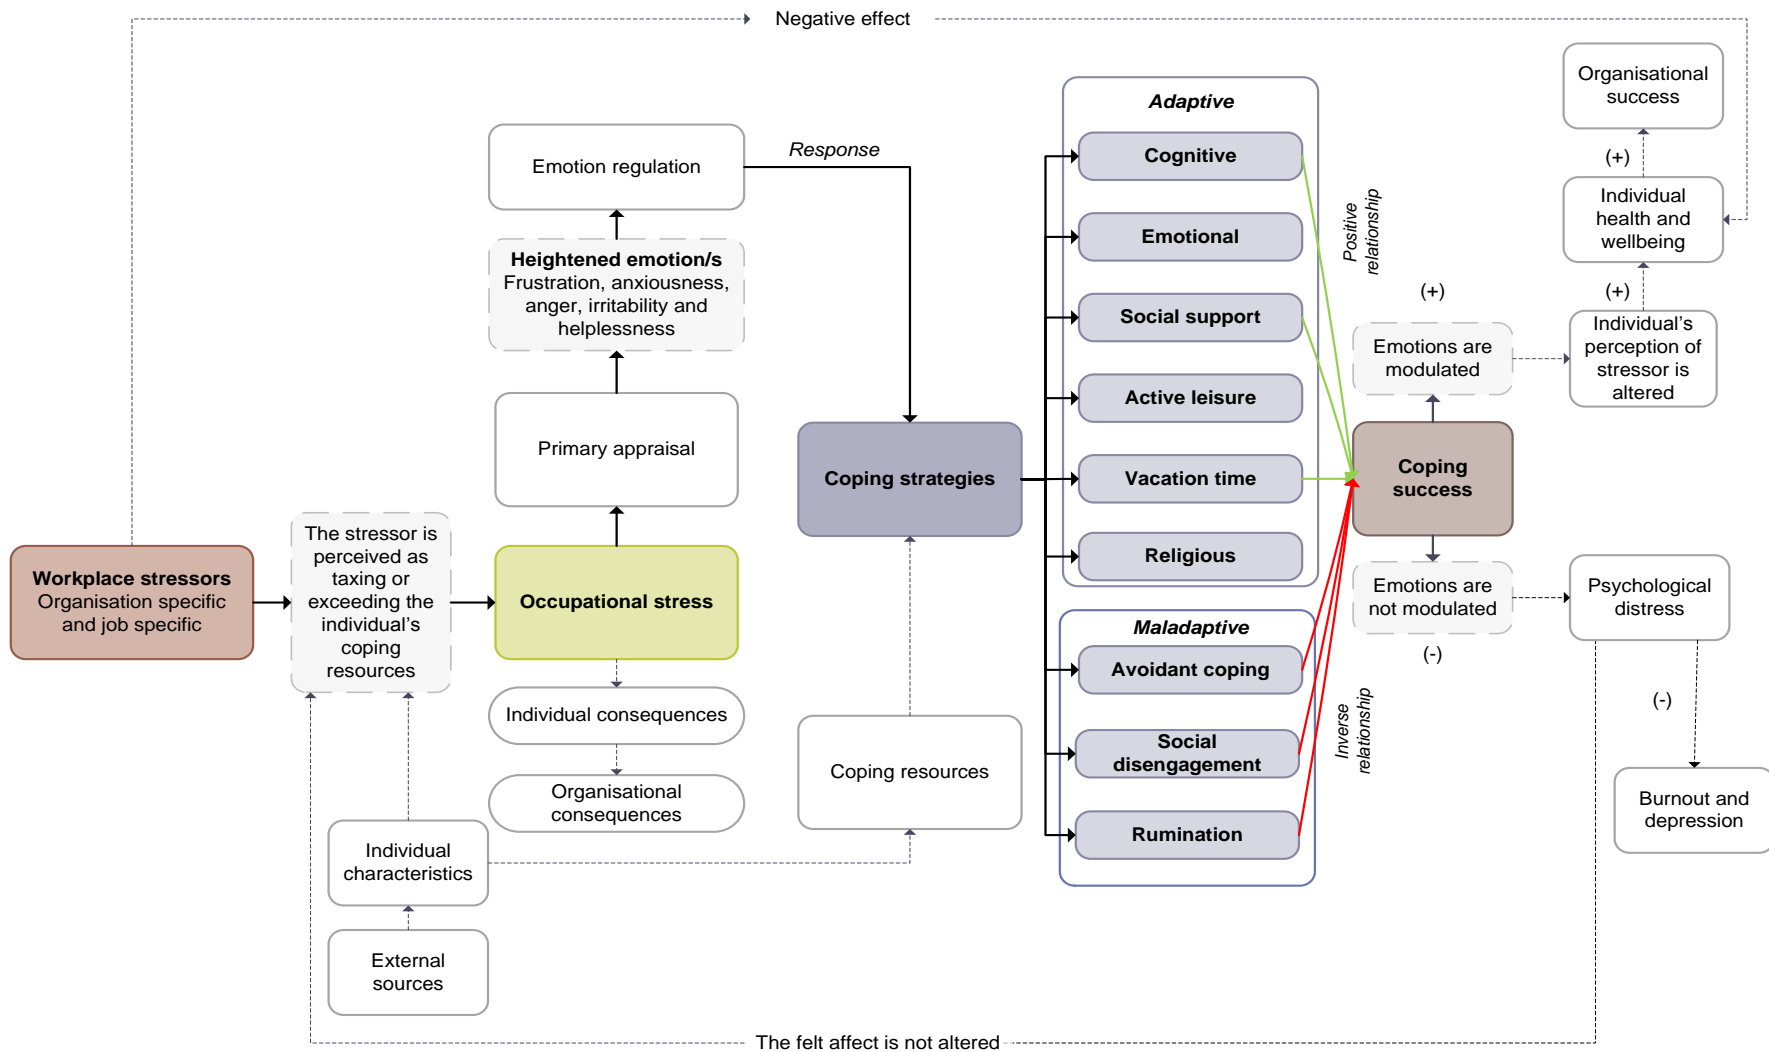 Negative effect
Organisational
success
(+)
Individual
health and
wellbeing
(+)
Individual's
perception of
stressor is
altered
Adaptive
Cognitive
Emotional
Social support
Active leisure
Vacation time
Religious
Positive
relationship
Emotion regulation
Response
Heightened emotion/s
Frustration, anxiousness,
anger, irritability and
helplessness
Primary appraisal
Coping strategies
(+)
Emotions are
modulated
Coping
success
Emotions are
not modulated
(-)
Psychological
distress
(-)
Burnout and
depression
Workplace stressors
Organisation specific
and job specific
The stressor is
perceived as
taxing or
exceeding the
individual's
coping
resources
Occupational stress
Individual consequences
Organisational
consequences
Maladaptive
Avoidant coping
Social
disengagement
Rumination
Inverse
relationship
Coping resources
Individual
characteristics
External
sources
The felt affect is not altered